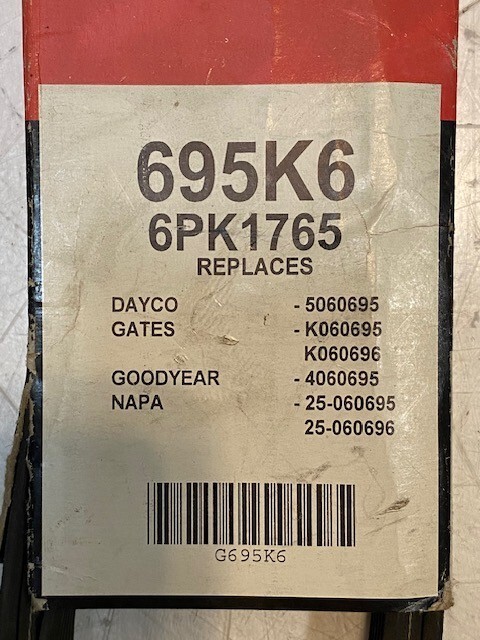 695K6
6PK1765
REPLACES
DAYCO - 5060695
GATES - K060695
K060696
GOODYEAR - 4060695
NAPA - 25-060695
25-060696
G695K6